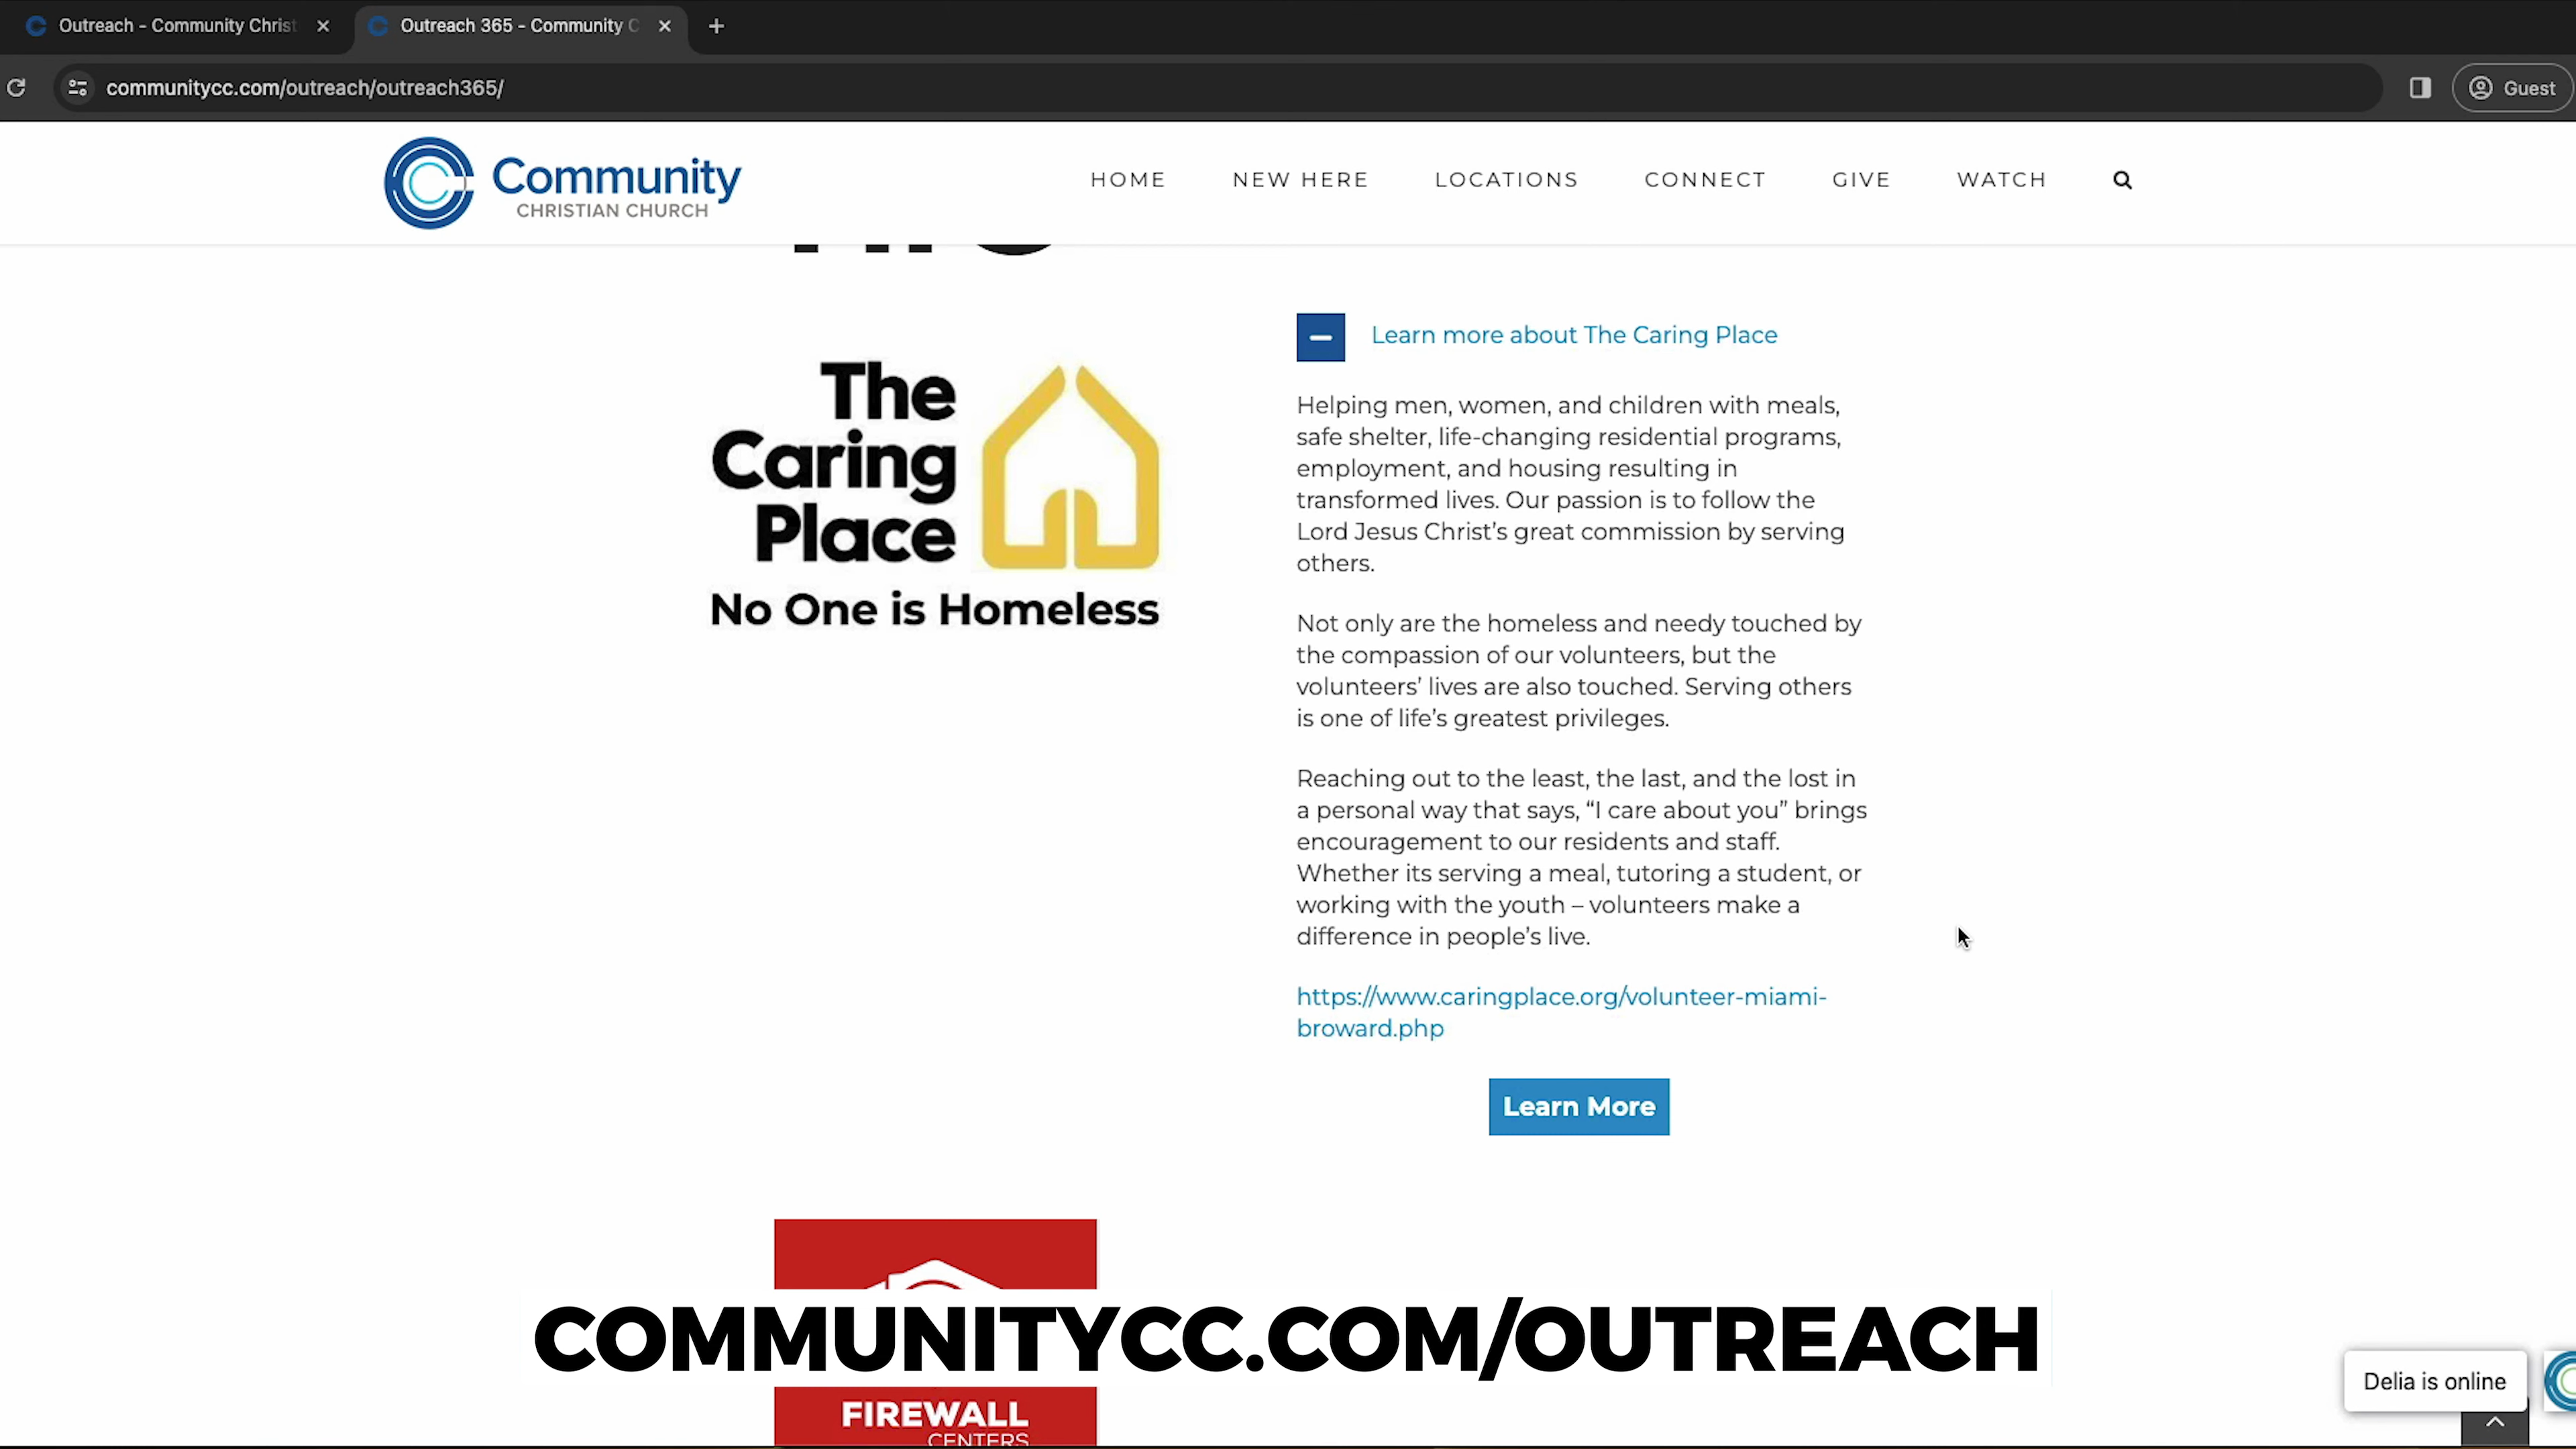 Outreach - Community Christ
Outreach 365 - Community C
communitycc.com/outreach/outreach365/
Guest
Community
CHRISTIAN CHURCH
HOME
NEW HERE
LOCATIONS
CONNECT
GIVE
WATCH
The
Caring
Place
No One is Homeless
Learn more about The Caring Place
Helping men, women, and children with meals,
safe shelter, life-changing residential programs,
employment, and housing resulting in
transformed lives. Our passion is to follow the
Lord Jesus Christ’s great commission by serving
others.
Not only are the homeless and needy touched by
the compassion of our volunteers, but the
volunteers’ lives are also touched. Serving others
is one of life’s greatest privileges.
Reaching out to the least, the last, and the lost in
a personal way that says, “I care about you” brings
encouragement to our residents and staff.
Whether its serving a meal, tutoring a student, or
working with the youth – volunteers make a
difference in people’s live.
https://www.caringplace.org/volunteer-miami-
broward.php
Learn More
COMMUNITYCC.COM/OUTREACH
FIREWALL
CENTERS
Delia is online